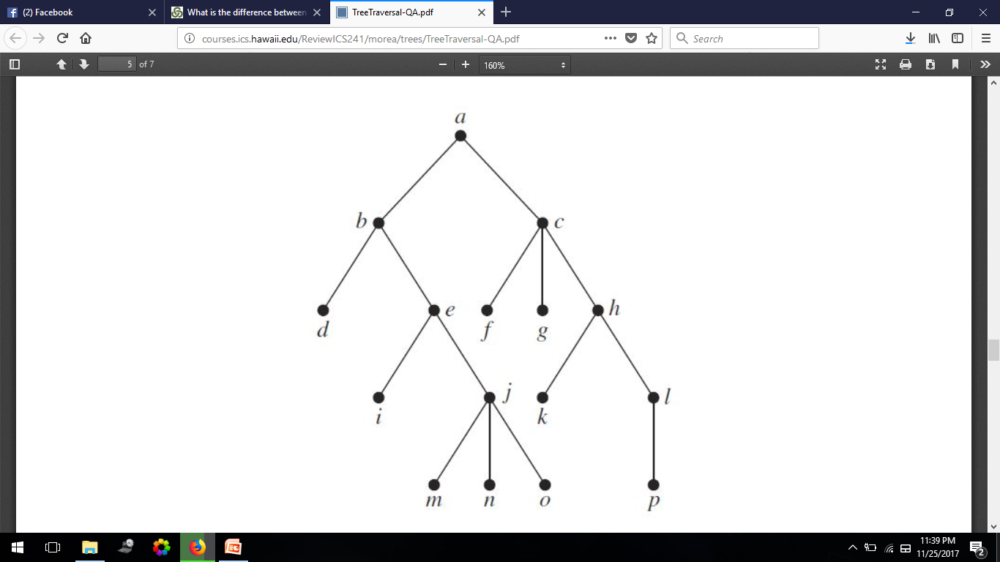 (2) Facebook
What is the difference between
TreeTraversal-QA.pdf
courses.ics.hawaii.edu/ReviewICS241/morea/trees/TreeTraversal-QA.pdf
Search
5 of 7
160%
a
b
c
d
e
f
g
h
i
j
k
l
m
n
o
p
11:39 PM
11/25/2017
2